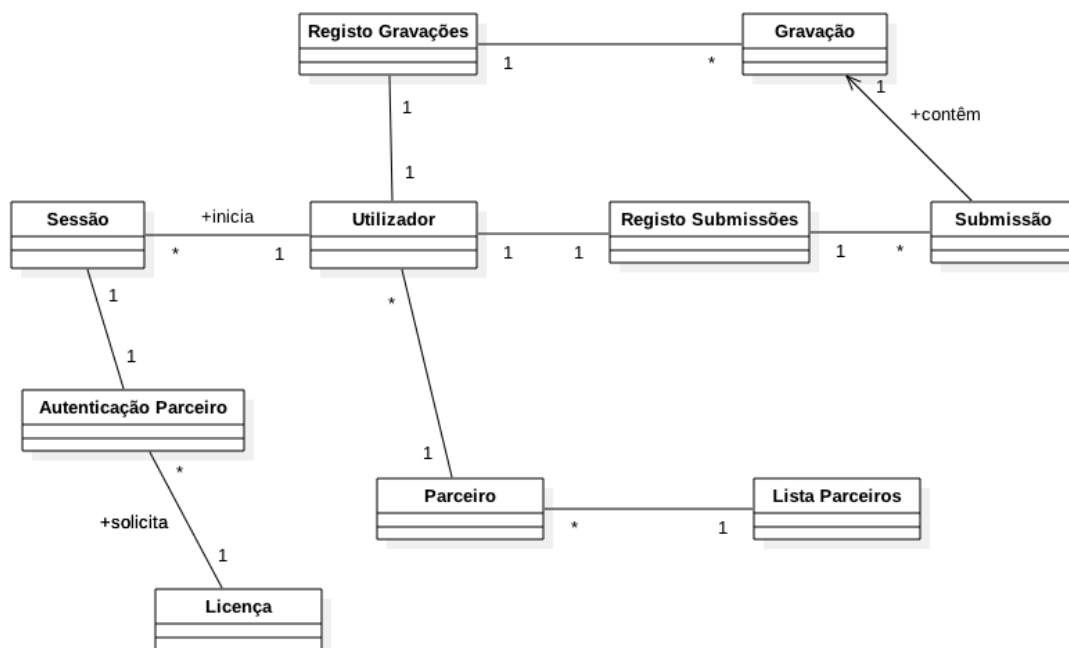 Registo Gravações
Gravação
1
*
1
+contêm
1
1
Sessão
+inicia
Utilizador
Registo Submissões
Submissão
*
1
1
1
1
*
1
*
1
Autenticação Parceiro
*
1
Parceiro
Lista Parceiros
+solicita
*
1
1
Licença